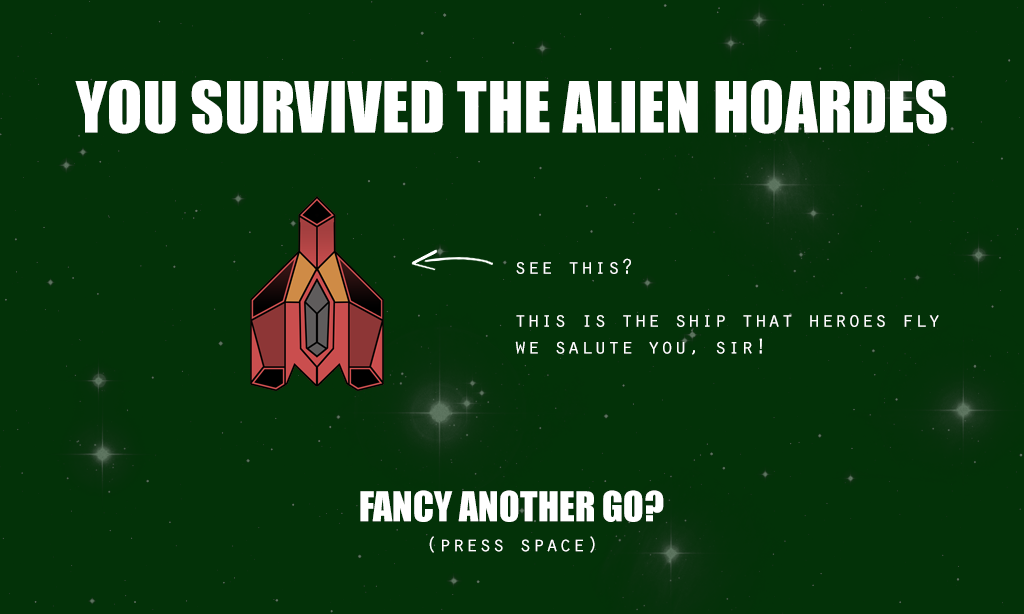 YOU SURVIVED THE ALIEN HOARDES
SEE THIS?
THIS IS THE SHIP THAT HEROES FLY
WE SALUTE YOU, SIR!
FANCY ANOTHER GO?
(PRESS SPACE)